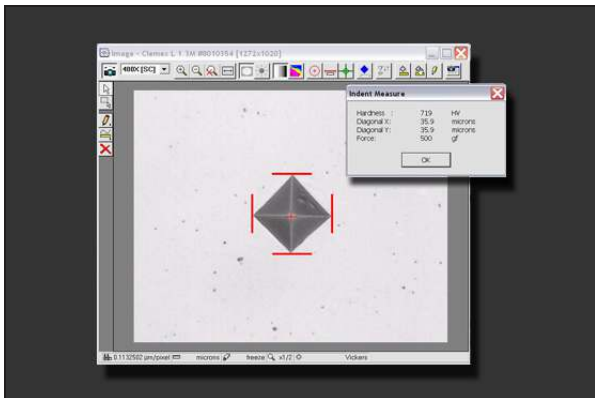 Image - Clemex L 1 3M #0010354 [1272x1020]
400X [SC]
Indent Measure
Hardness : 719 HV
Diagonal X: 35.9 microns
Diagonal Y: 35.9 microns
Force: 500 gf
OK
0.1132502 µm/pixel microns freeze x1/2 Vickers